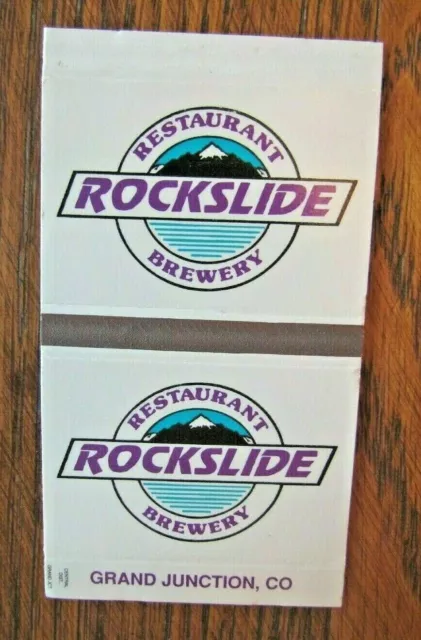 RESTAURANT
ROCKSLIDE
BREWERY
RESTAURANT
ROCKSLIDE
BREWERY
GRAND JUNCTION, CO